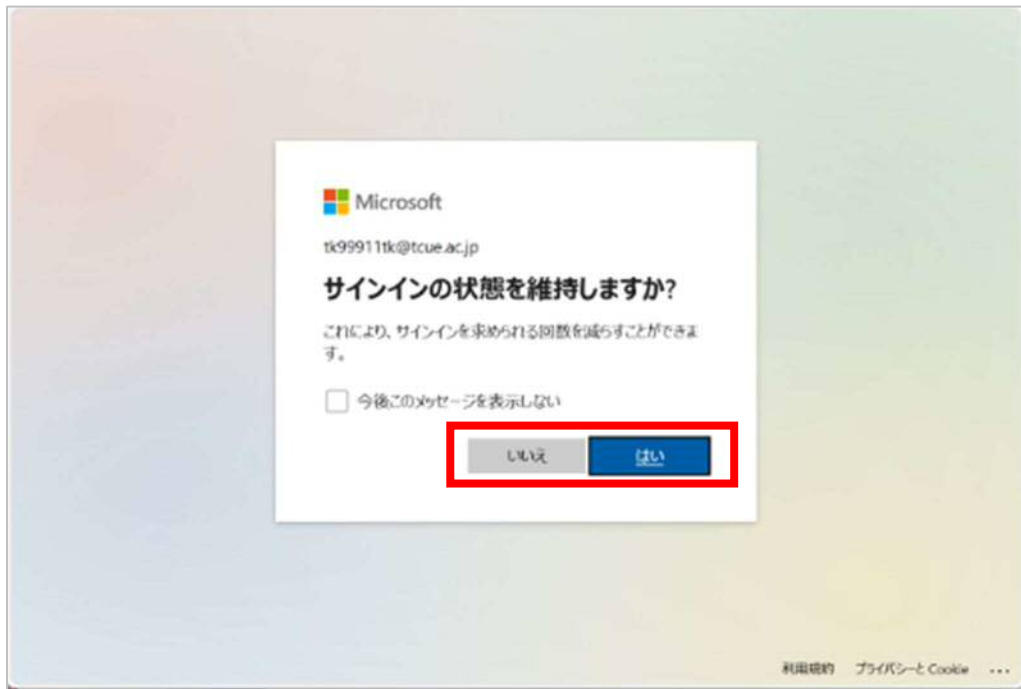 Microsoft
tk99911tk@tcue.ac.jp
サインインの状態を維持しますか?
これにより、サインインを求められる回数を減らすことができま
す。
今後このメッセージを表示しない
いいえ はい
利用規約 プライバシーと Cookie ...